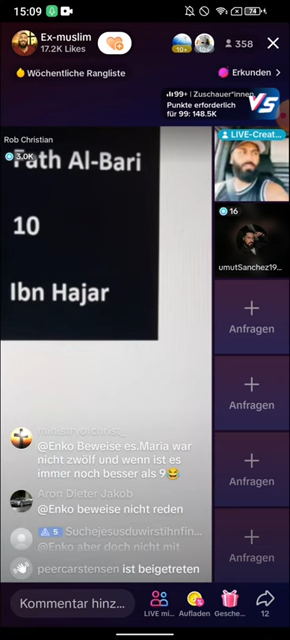 15:09
74
Ex-muslim
17.2K Likes
10+
10+
358
Wöchentliche Rangliste
Erkunden
99+ | Zuschauer*innen
Punkte erforderlich
für 99: 148.5K
VS
Rob Christian
3.0K
Fath Al-Bari
10
Ibn Hajar
LIVE-Creat...
16
umutSanchez19...
Anfragen
Anfragen
Anfragen
Anfragen
ministryofchrist_
@Enko Beweise es.Maria war
nicht zwölf und wenn ist es
immer noch besser als 9😂
Aron Dieter Jakob
@Enko beweise nicht reden
5 Suchejesusduwirstihnfin...
@Enko aber doch nicht mit
peercarstensen ist beigetreten
Kommentar hinz...
LIVE mi...
Aufladen
Gesche...
12